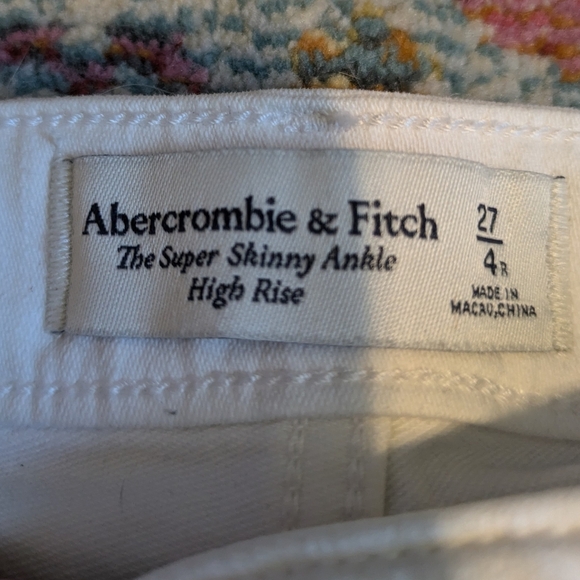 Abercrombie & Fitch
The Super Skinny Ankle
High Rise
27
4R
MADE IN
MACAU,CHINA